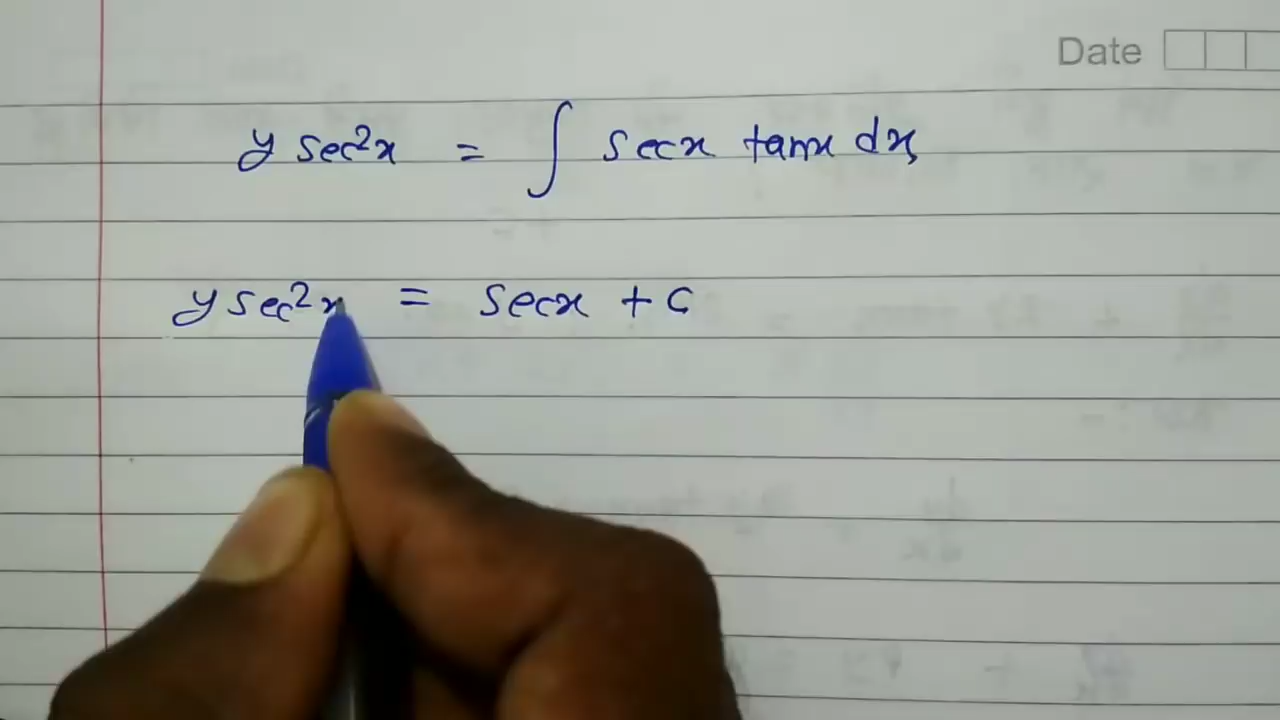 Date
y sec²x = ∫ secx tanx dx
y sec²x = secx + c